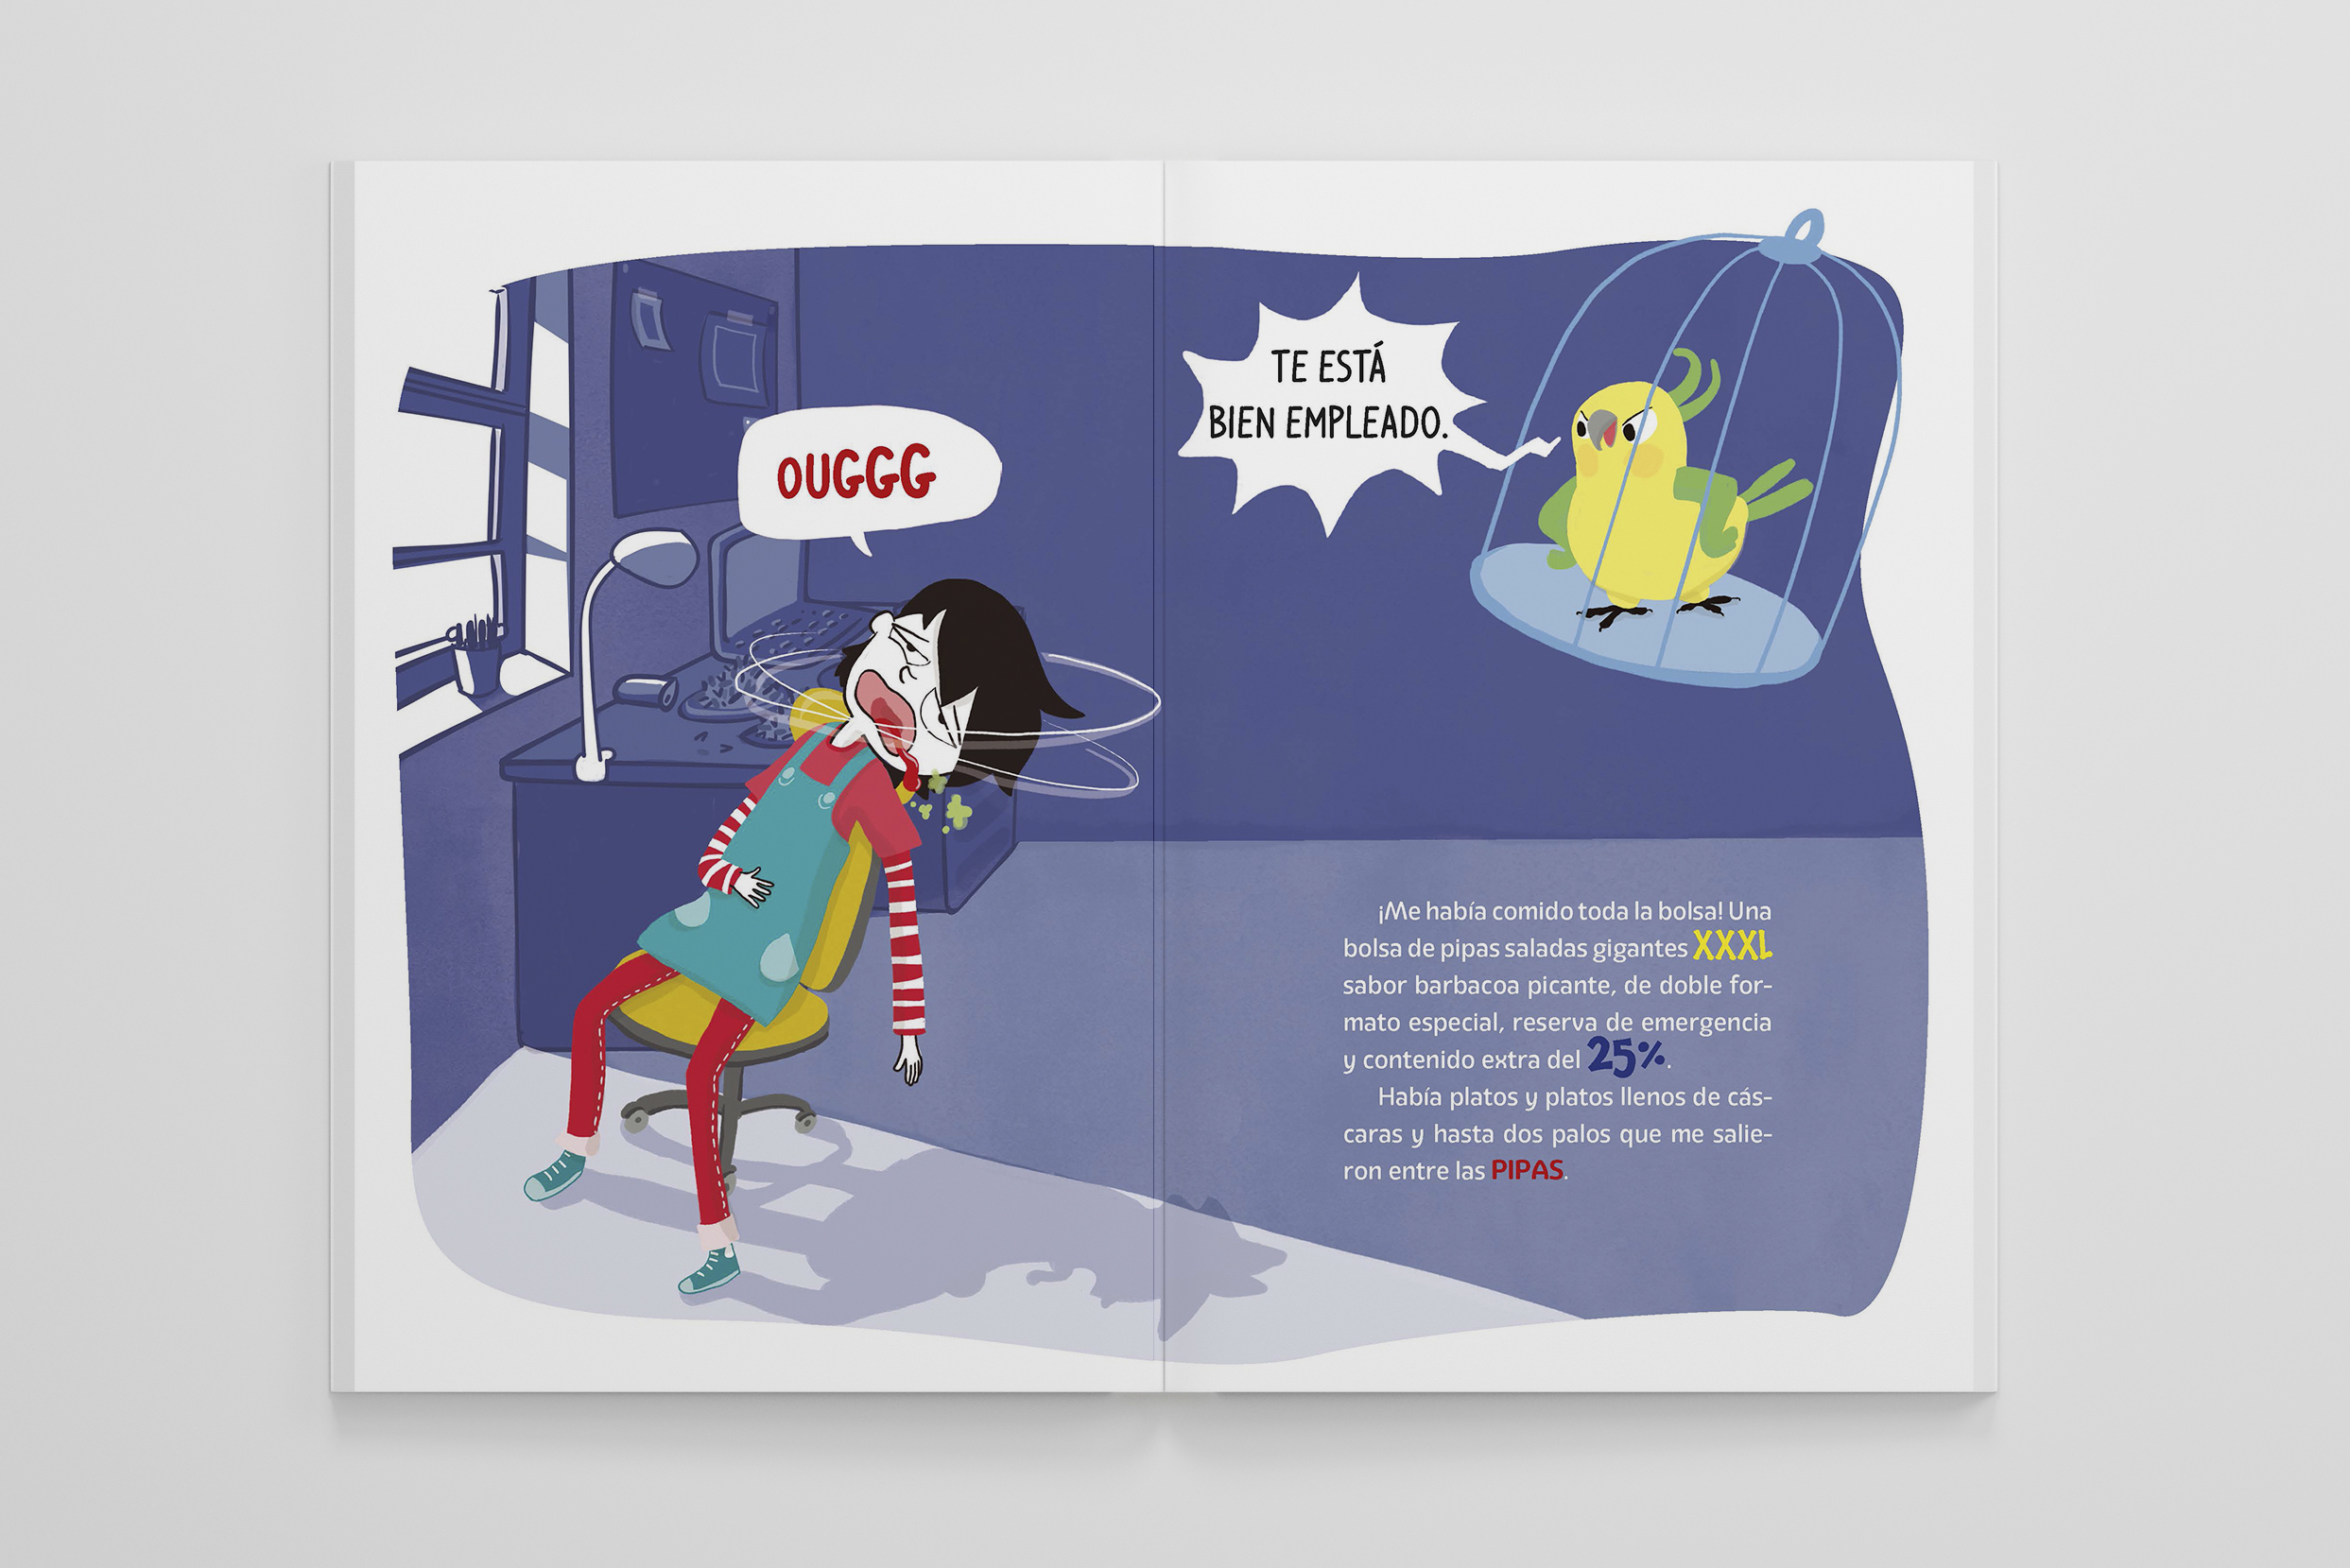 OUGGG
TE ESTÁ
BIEN EMPLEADO.
¡Me había comido toda la bolsa! Una
bolsa de pipas saladas gigantes XXXL
sabor barbacoa picante, de doble for-
mato especial, reserva de emergencia
y contenido extra del 25%.
Había platos y platos llenos de cás-
caras y hasta dos palos que me salie-
ron entre las PIPAS.